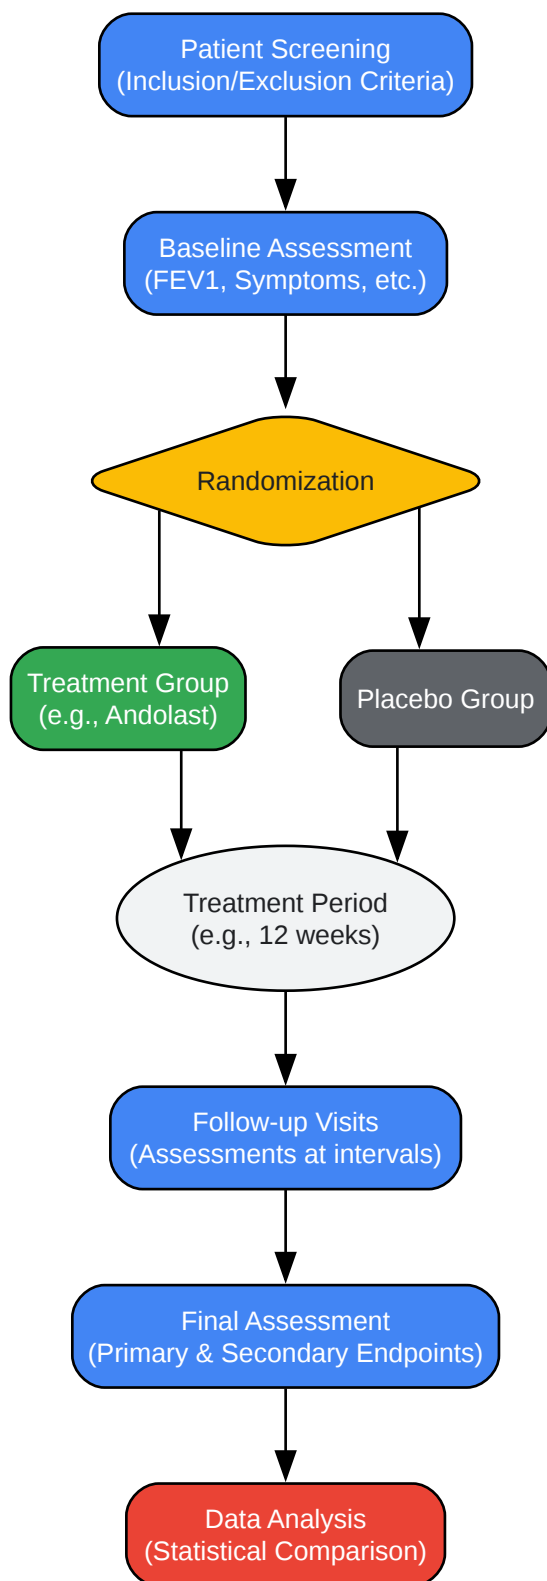 Patient Screening
(Inclusion/Exclusion Criteria)
Baseline Assessment
(FEV1, Symptoms, etc.)
Randomization
Treatment Group
(e.g., Andolast)
Placebo Group
Treatment Period
(e.g., 12 weeks)
Follow-up Visits
(Assessments at intervals)
Final Assessment
(Primary & Secondary Endpoints)
Data Analysis
(Statistical Comparison)